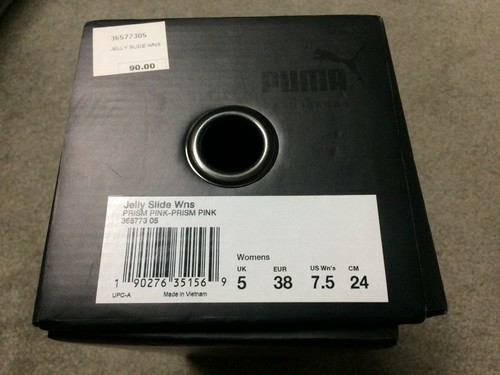 36577305
JELLY SLIDE WNS
90.00
PUMA
Jelly Slide Wns
PRISM PINK-PRISM PINK
365773 05
Womens
UK EUR US Wn's CM
5 38 7.5 24
1 90276 35156 9
UPC-A Made in Vietnam